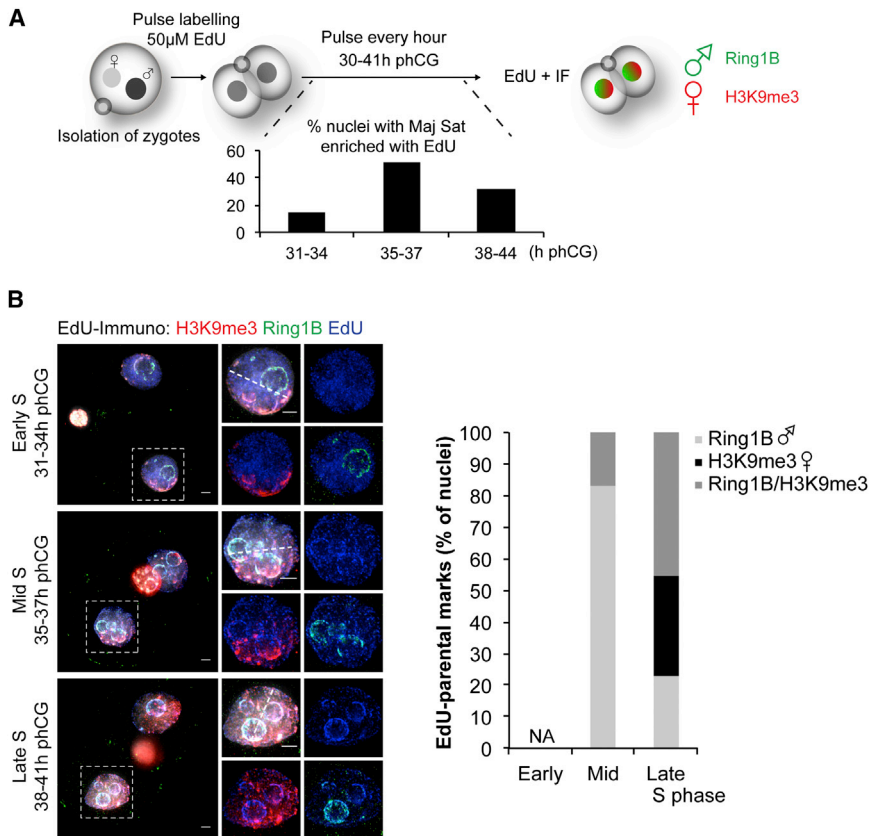 A
Pulse labelling
50µM EdU
Pulse every hour
30-41h phCG
EdU + IF
♂ Ring1B
♀ H3K9me3
♀ ♂
Isolation of zygotes
% nuclei with Maj Sat
enriched with EdU
60
40
20
0
31-34 35-37 38-44 (h phCG)
B
EdU-Immuno: H3K9me3 Ring1B EdU
Early S
31-34h phCG
Mid S
35-37h phCG
Late S
38-41h phCG
EdU-parental marks (% of nuclei)
100
90
80
70
60
50
40
30
20
10
0
NA
Early Mid Late
S phase
Ring1B ♂
H3K9me3 ♀
Ring1B/H3K9me3